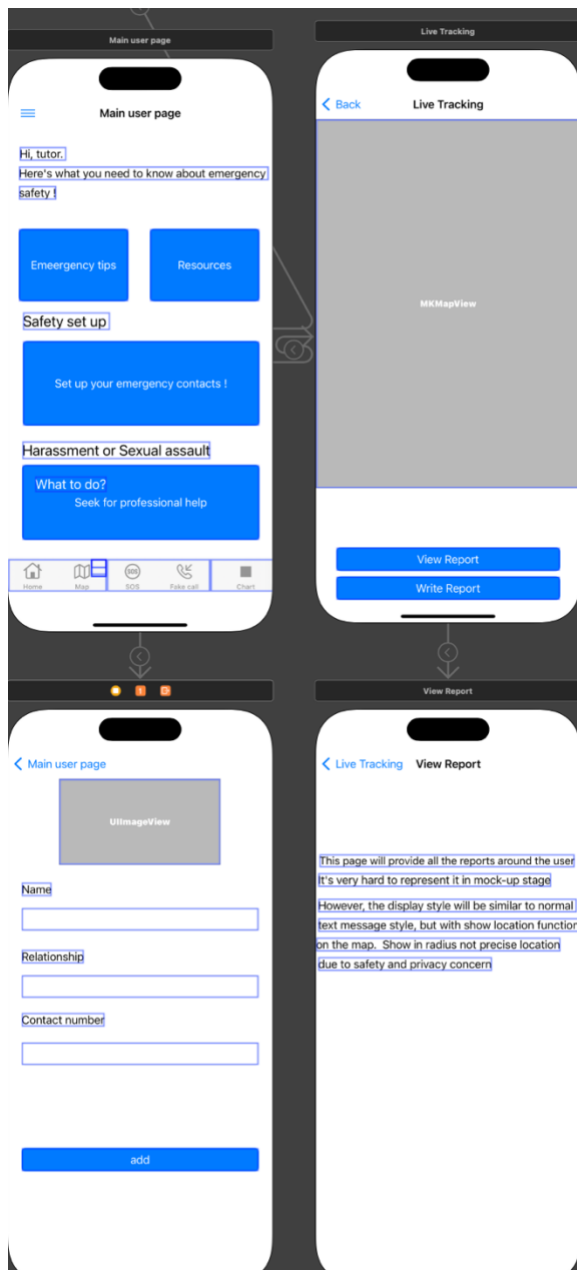 Main user page
Main user page
Hi, tutor.
Here's what you need to know about emergency
safety !
Emeergency tips
Resources
Safety set up
Set up your emergency contacts !
Harassment or Sexual assault
What to do?
Seek for professional help
Home
Map
SOS
SOS
Fake call
Chart
Live Tracking
Back
Live Tracking
MKMapView
View Report
Write Report
1
Main user page
UIImageView
Name
Relationship
Contact number
add
View Report
Live Tracking
View Report
This page will provide all the reports around the user
It's very hard to represent it in mock-up stage
However, the display style will be similar to normal
text message style, but with show location function
on the map. Show in radius not precise location
due to safety and privacy concern